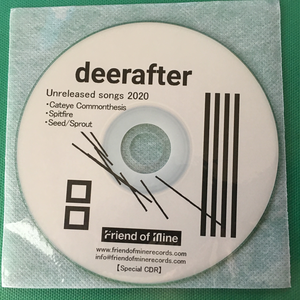 deerafter
Unreleased songs 2020
・Cateye Commonthesis
・Spitfire
・Seed/Sprout
Friend of Mine
www.friendofminerecords.com
info@friendofminerecords.com
【Special CDR】